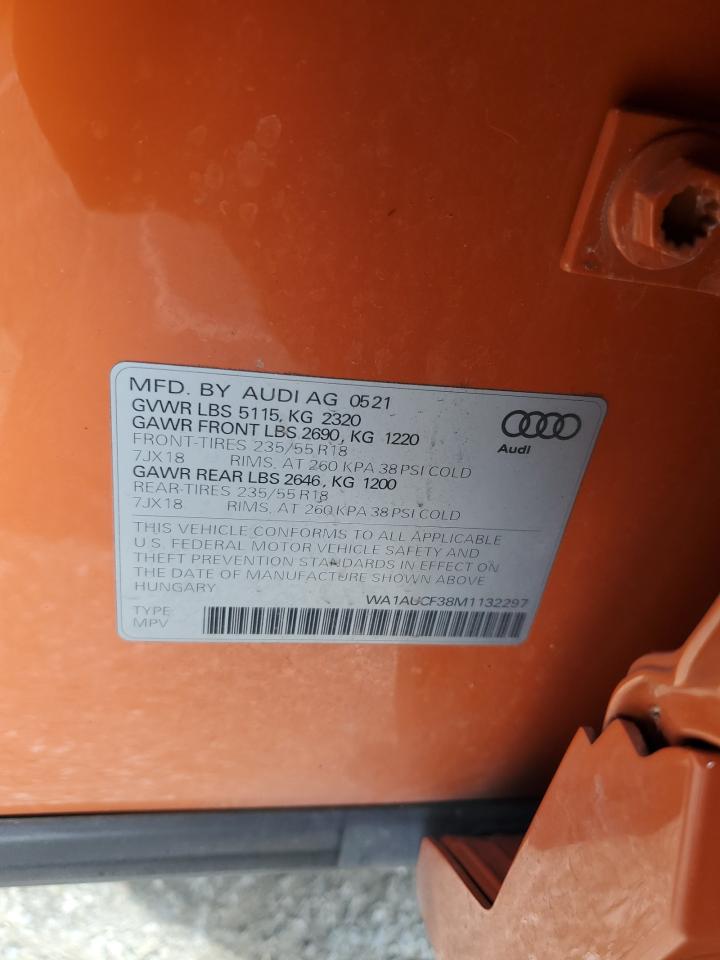 MFD. BY AUDI AG 0521
GVWR LBS 5115, KG 2320
GAWR FRONT LBS 2690, KG 1220
FRONT-TIRES 235/55 R18
7JX18 RIMS, AT 260 KPA 38 PSI COLD
GAWR REAR LBS 2646, KG 1200
REAR-TIRES 235/55 R18
7JX18 RIMS, AT 260 KPA 38 PSI COLD
Audi
THIS VEHICLE CONFORMS TO ALL APPLICABLE
U.S. FEDERAL MOTOR VEHICLE SAFETY AND
THEFT PREVENTION STANDARDS IN EFFECT ON
THE DATE OF MANUFACTURE SHOWN ABOVE
HUNGARY WA1AUCF38M1132297
TYPE:
MPV